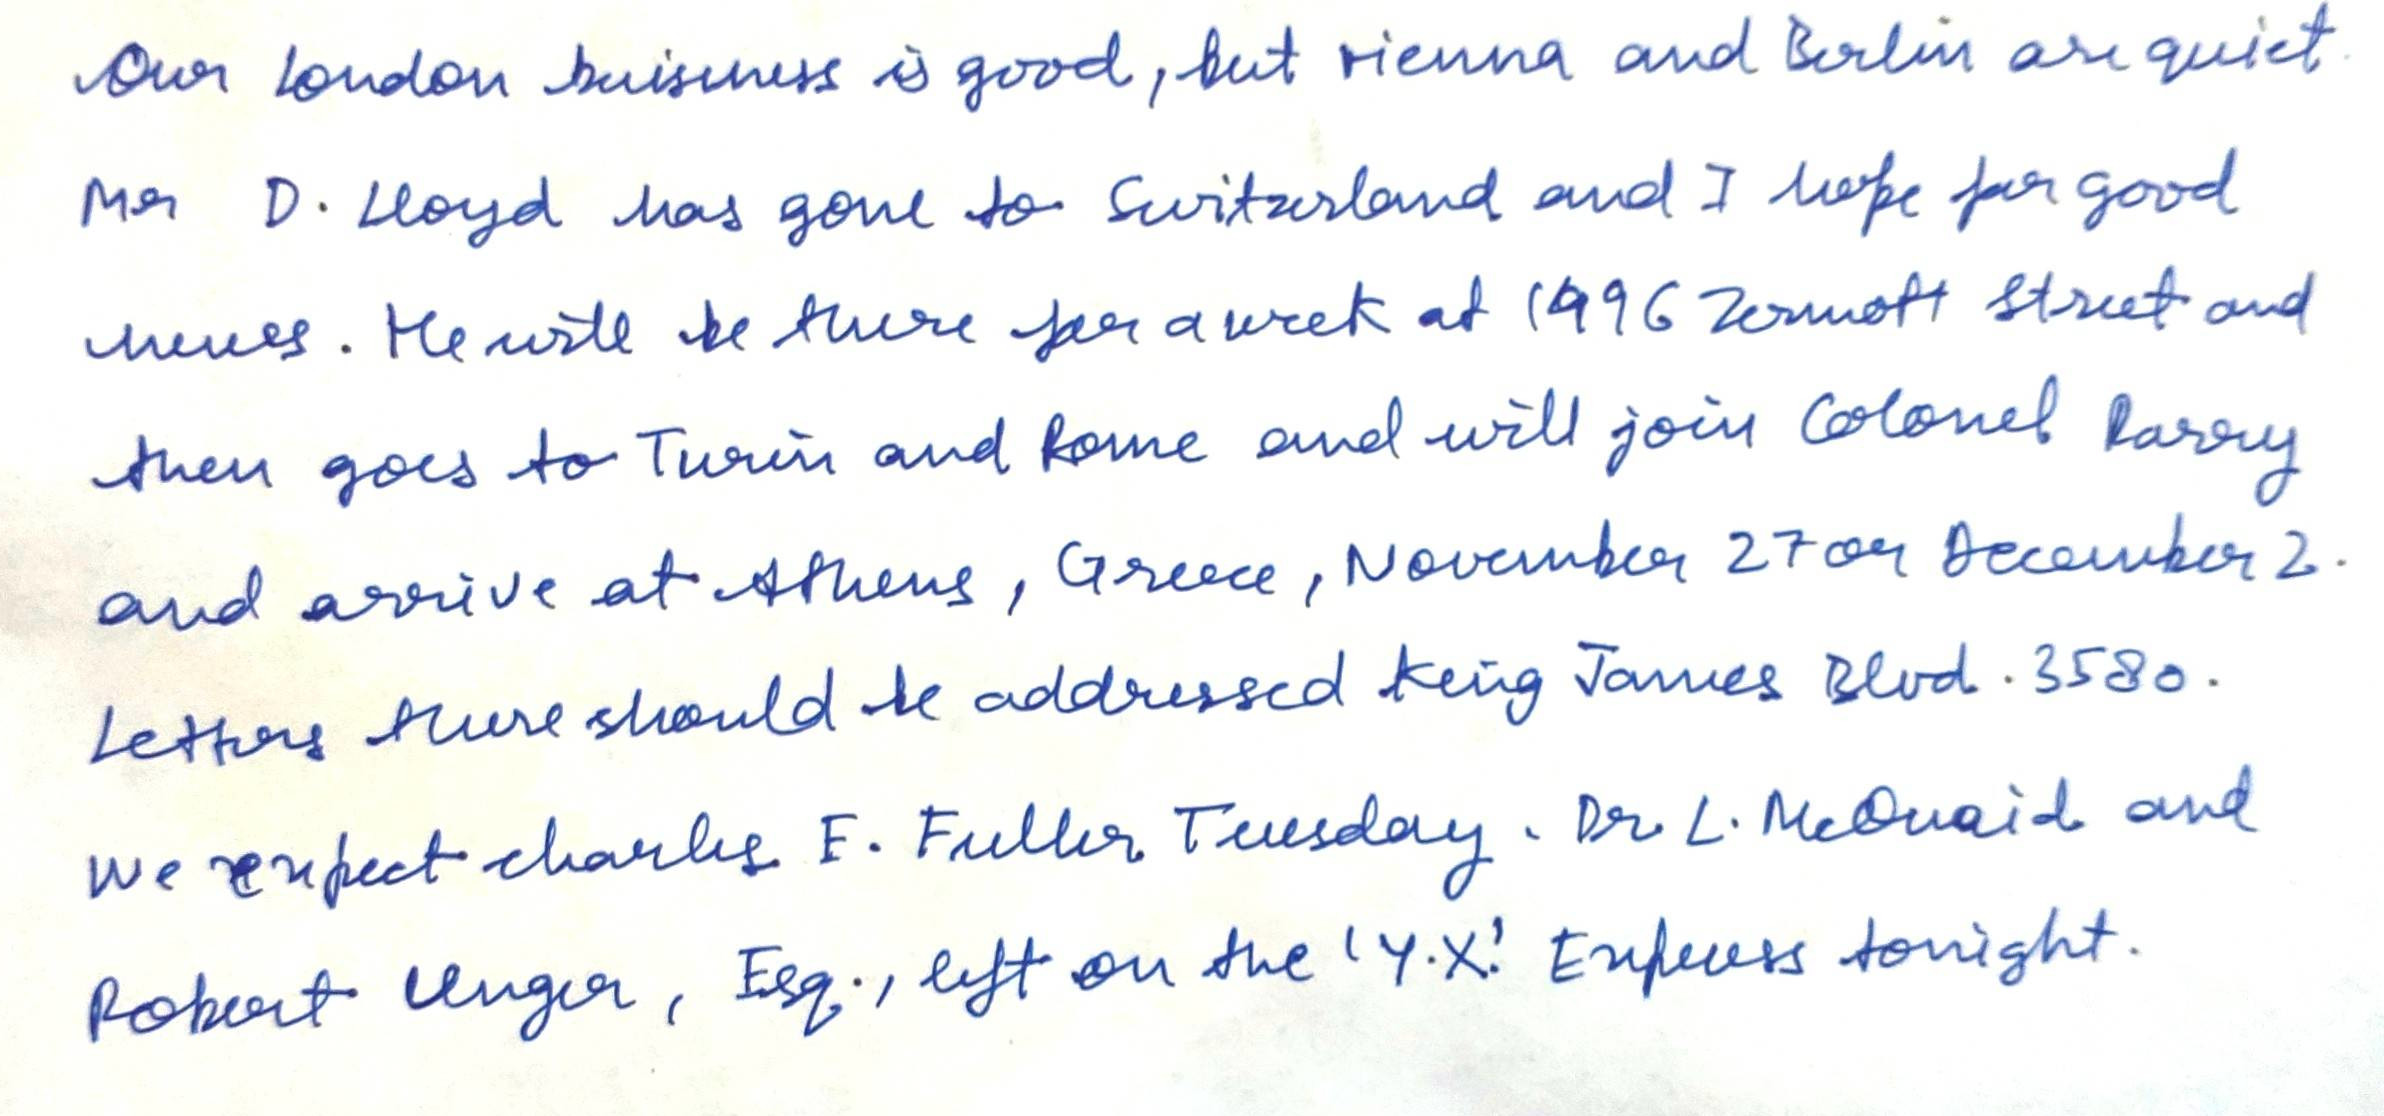 Our London buisness is good, but vienna and Berlin are quiet.
Mr D. Lloyd has gone to Switzerland and I hope for good
news. He will be there for a week at 1496 Zermott Street and
then goes to Turin and Rome and will join Colonel Parry
and arrive at Athens, Greece, November 27 or December 2.
Letters there should be addressed King James Blvd. 3580.
We expect charles E. Fuller Tuesday. Dr. L. McQuaid and
Robert Unger, Esq., left on the 'Y.X.' Express tonight.